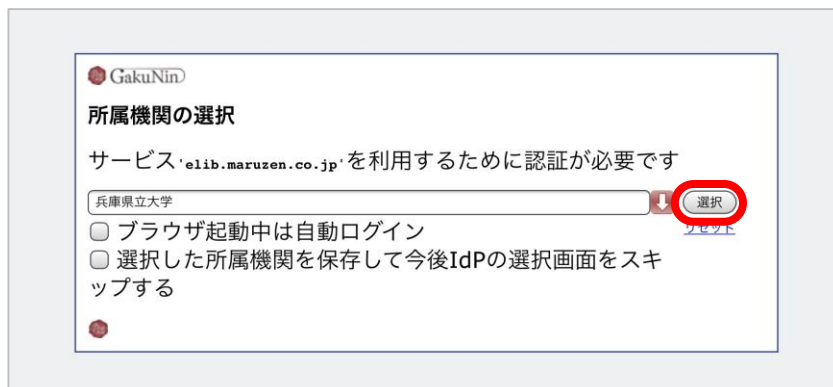 GakuNin
所属機関の選択
サービス'elib.maruzen.co.jp'を利用するために認証が必要です
兵庫県立大学 選択
リセット
ブラウザ起動中は自動ログイン
選択した所属機関を保存して今後IdPの選択画面をスキ
ップする